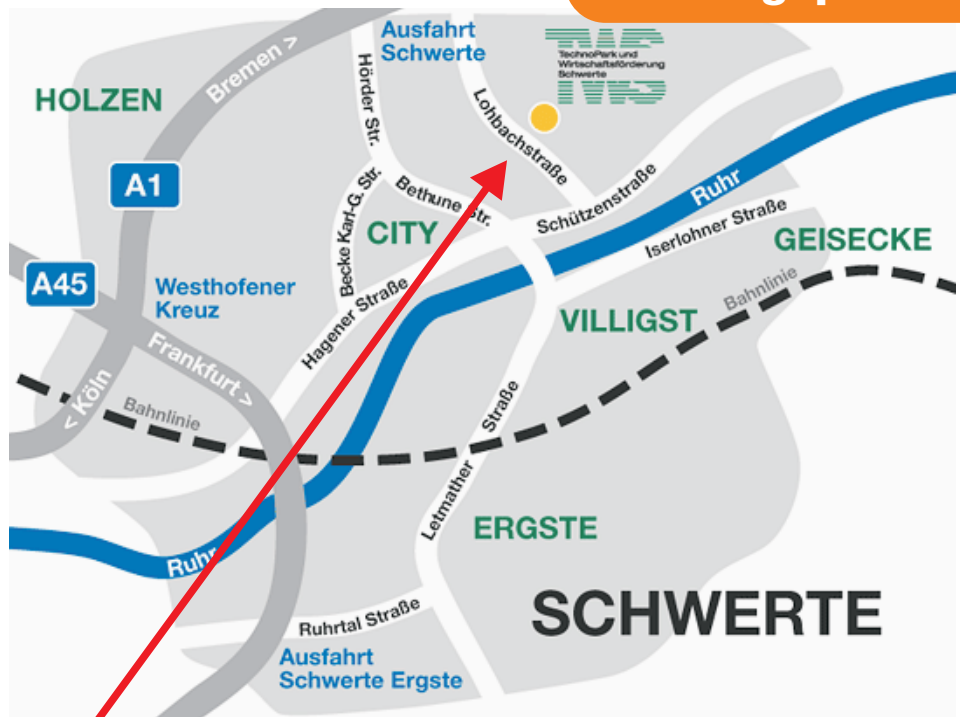 Ausfahrt
Schwerte
TWS
TechnoPark und
Wirtschaftsförderung
Schwerte
TWS
Bremen >
Hörder Str.
HOLZEN
Lohbachstraße
A1
Bethune Str.
Becke Karl-G. Str.
CITY
Schützenstraße
Ruhr
Iserlohner Straße
GEISECKE
A45
Westhofener
Kreuz
Hagener Straße
Bahnlinie
VILLIGST
Frankfurt >
< Köln
Bahnlinie
Letmather
Straße
ERGSTE
Ruhr
SCHWERTE
Ruhrtal Straße
Ausfahrt
Schwerte Ergste